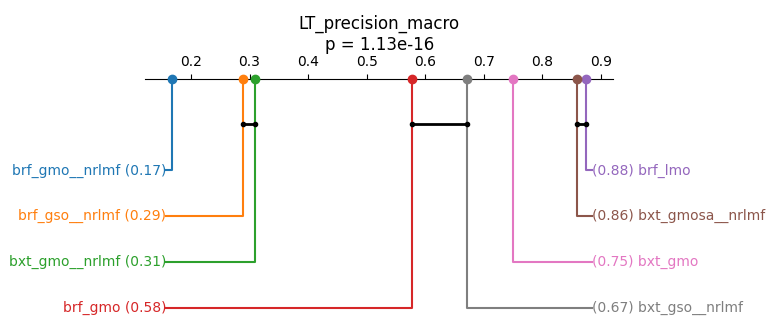 LT_precision_macro
p = 1.13e-16
0.2 0.3 0.4 0.5 0.6 0.7 0.8 0.9
brf_gmo__nrlmf (0.17) (0.88) brf_lmo
brf_gso__nrlmf (0.29) (0.86) bxt_gmosa__nrlmf
bxt_gmo__nrlmf (0.31) (0.75) bxt_gmo
brf_gmo (0.58) (0.67) bxt_gso__nrlmf